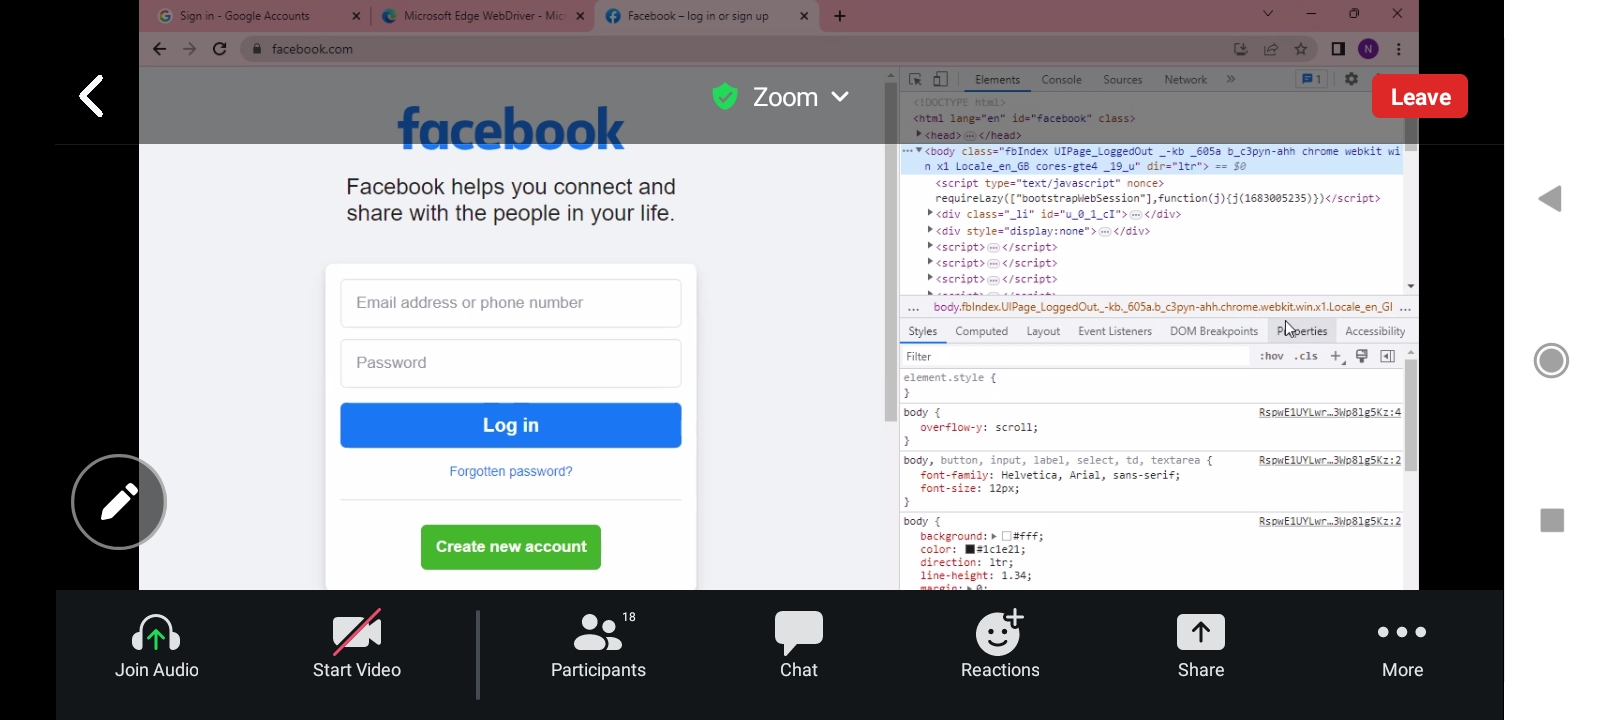 Sign in - Google Accounts
Microsoft Edge WebDriver - Mic
Facebook – log in or sign up
facebook.com
N
Zoom
Leave
facebook
Facebook helps you connect and
share with the people in your life.
Email address or phone number
Password
Log in
Forgotten password?
Create new account
Elements Console Sources Network » 1
<!DOCTYPE html>
<html lang="en" id="facebook" class>
<head>…</head>
<body class="fbIndex UIPage_LoggedOut _-kb _605a b_c3pyn-ahh chrome webkit wi
n x1 Locale_en_GB cores-gte4 _19_u" dir="ltr"> == $0
<script type="text/javascript" nonce>
requireLazy(["bootstrapWebSession"],function(j){j(1683005235)})</script>
<div class="_li" id="u_0_1_cI">…</div>
<div style="display:none">…</div>
<script>…</script>
<script>…</script>
<script>…</script>
... body.fbIndex.UIPage_LoggedOut._-kb._605a.b_c3pyn-ahh.chrome.webkit.win.x1.Locale_en_GI ...
Styles Computed Layout Event Listeners DOM Breakpoints Properties Accessibility
Filter :hov .cls +
element.style {
}
body { RspwE1UYLwr…3Wp8lg5Kz:4
overflow-y: scroll;
}
body, button, input, label, select, td, textarea { RspwE1UYLwr…3Wp8lg5Kz:2
font-family: Helvetica, Arial, sans-serif;
font-size: 12px;
}
body { RspwE1UYLwr…3Wp8lg5Kz:2
background: #fff;
color: #1c1e21;
direction: ltr;
line-height: 1.34;
margin: 0;
18
Join Audio
Start Video
Participants
Chat
Reactions
Share
More